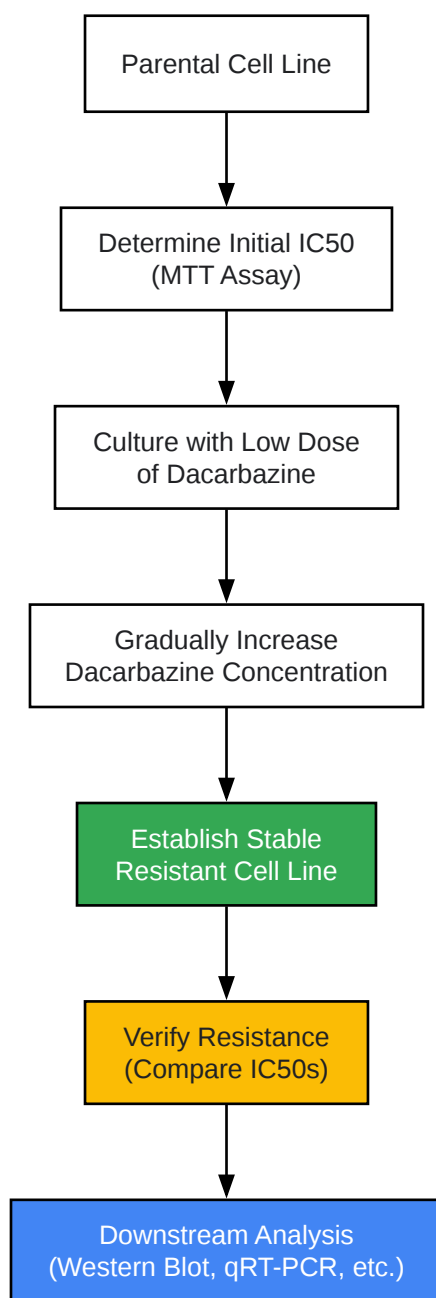 Parental Cell Line
Determine Initial IC50
(MTT Assay)
Culture with Low Dose
of Dacarbazine
Gradually Increase
Dacarbazine Concentration
Establish Stable
Resistant Cell Line
Verify Resistance
(Compare IC50s)
Downstream Analysis
(Western Blot, qRT-PCR, etc.)